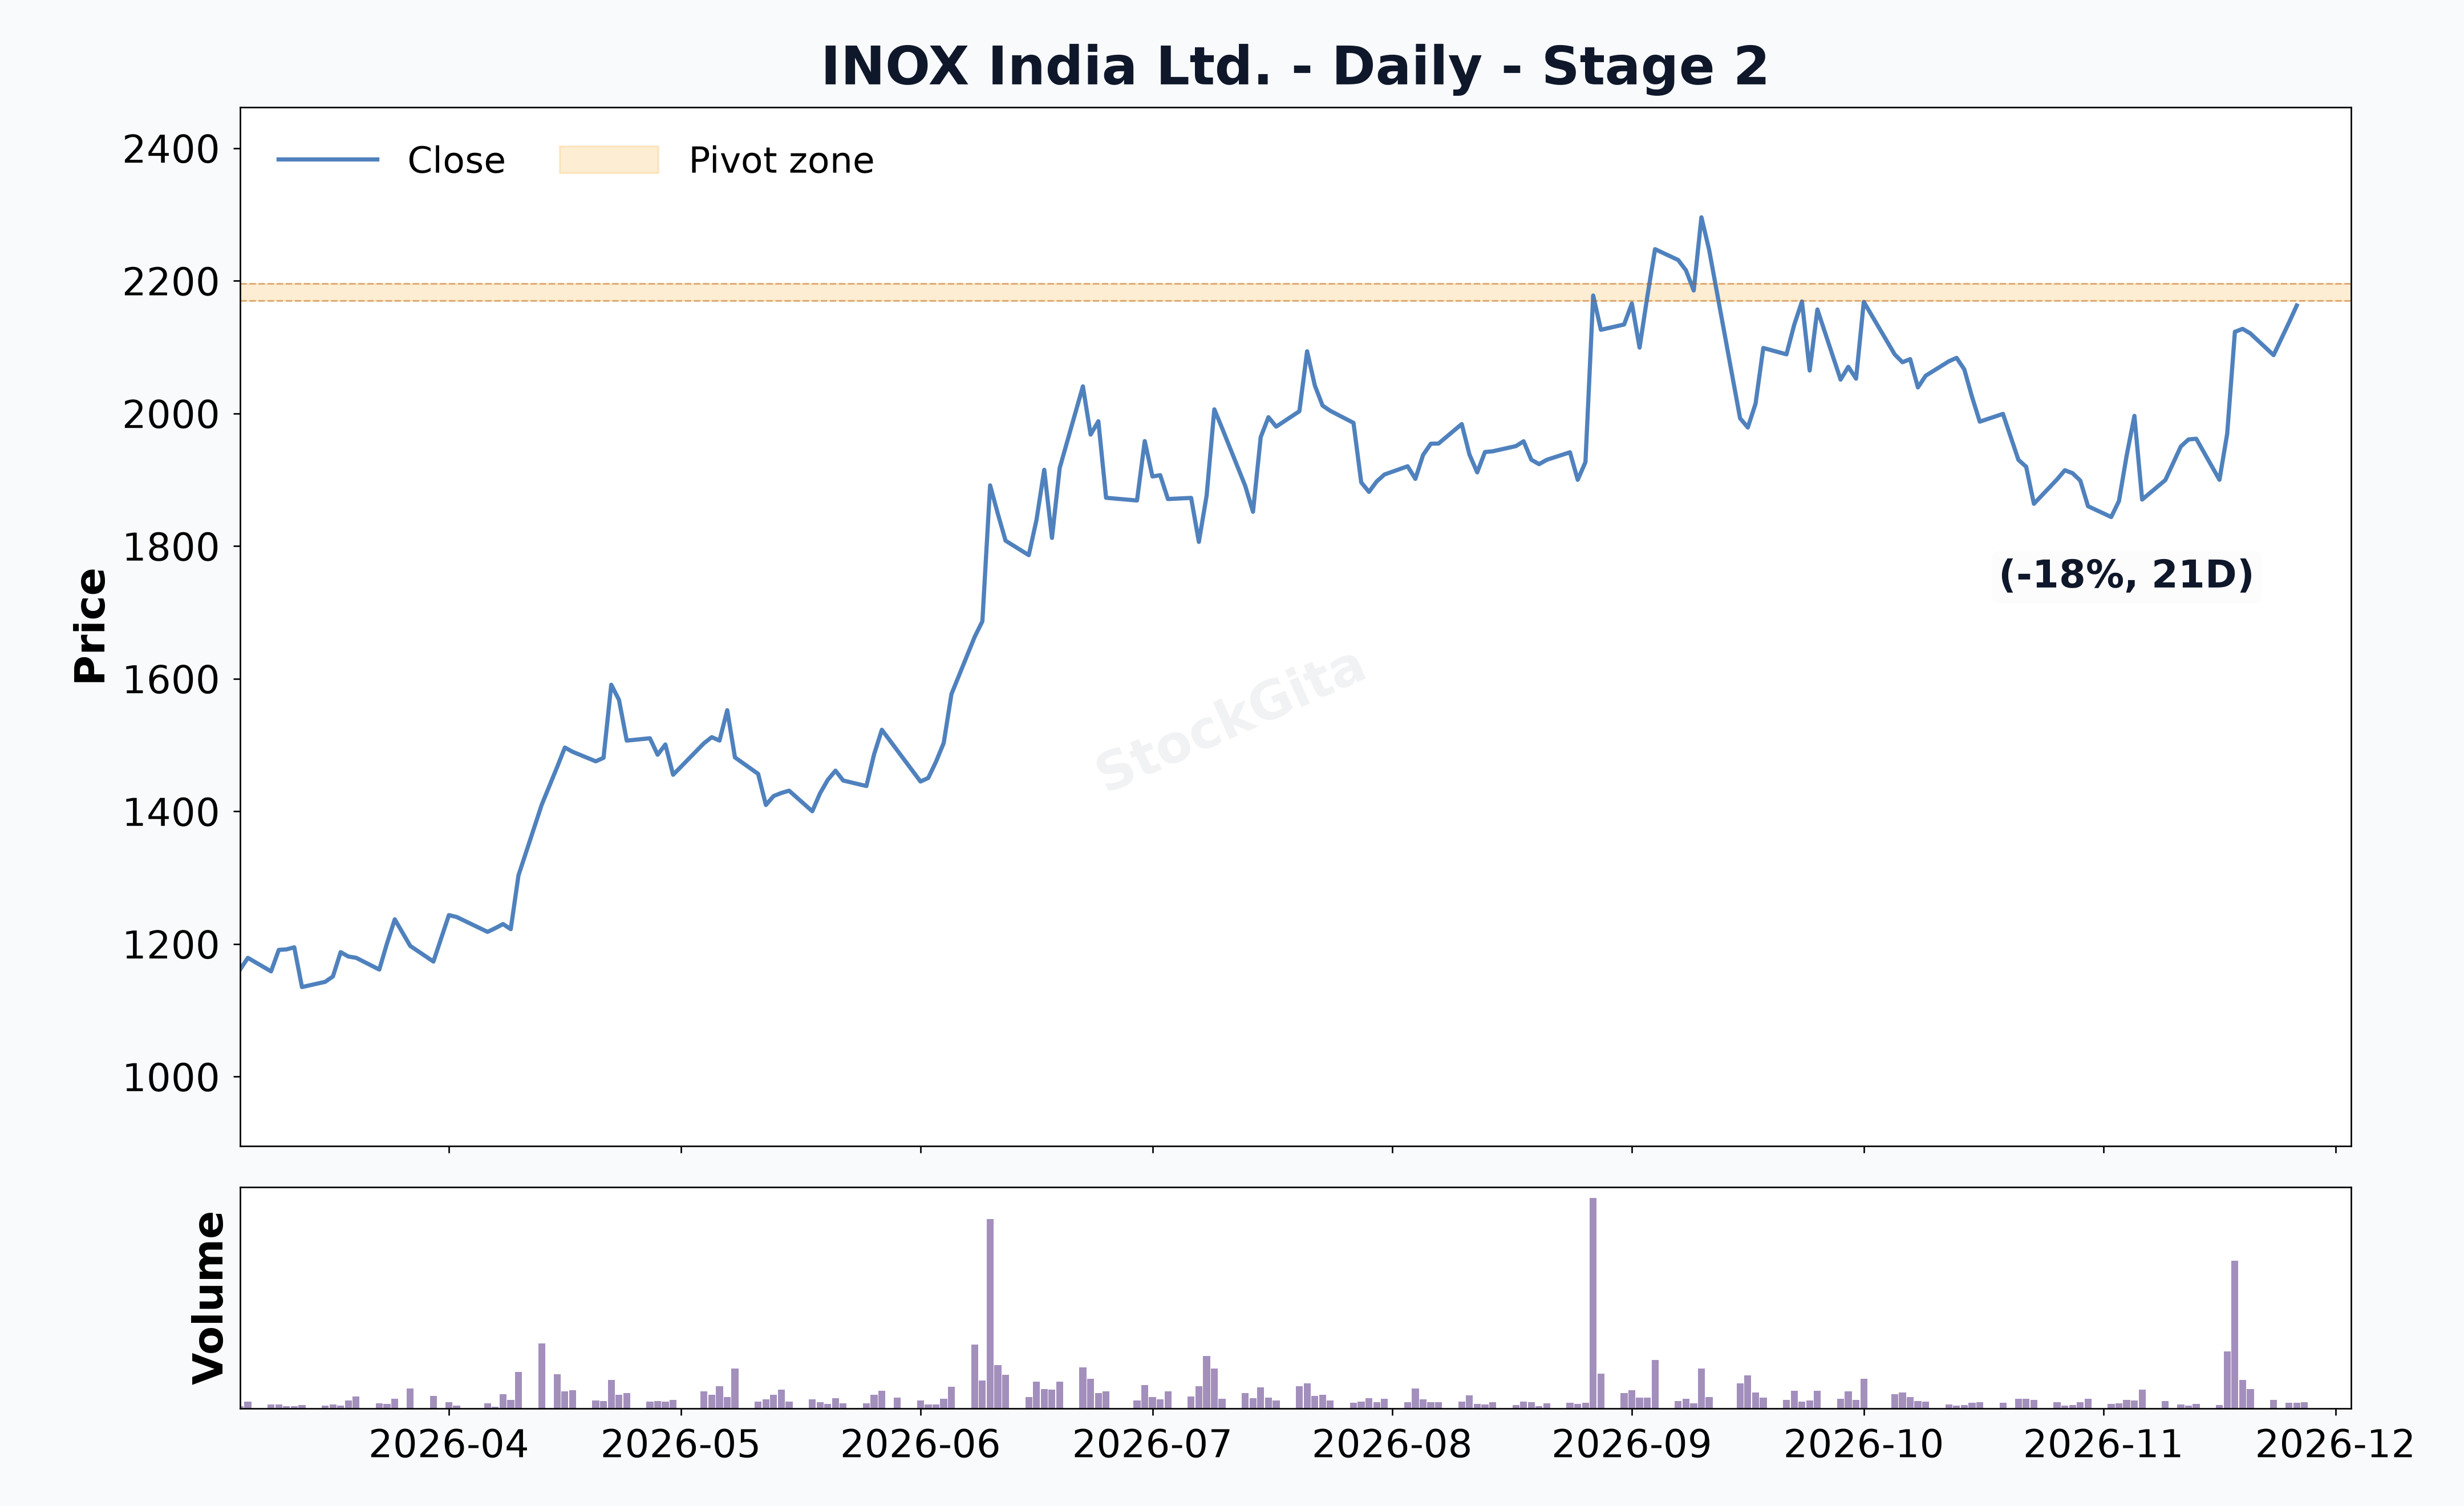 INOX India Ltd. - Daily - Stage 2
Close
Pivot zone
2400
2200
2000
1800
1600
1400
1200
1000
Price
(-18%, 21D)
StockGita
Volume
2026-04
2026-05
2026-06
2026-07
2026-08
2026-09
2026-10
2026-11
2026-12